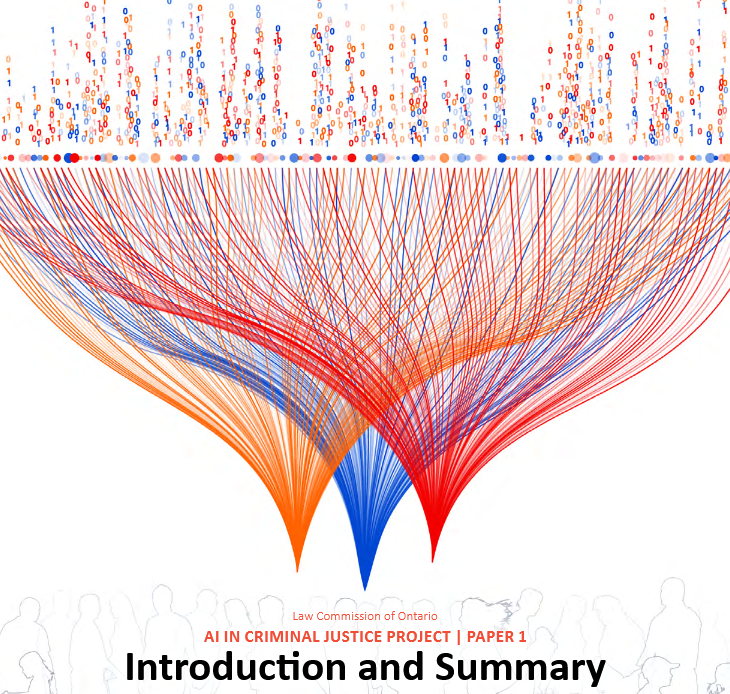 Law Commission of Ontario
AI IN CRIMINAL JUSTICE PROJECT | PAPER 1
Introduction and Summary